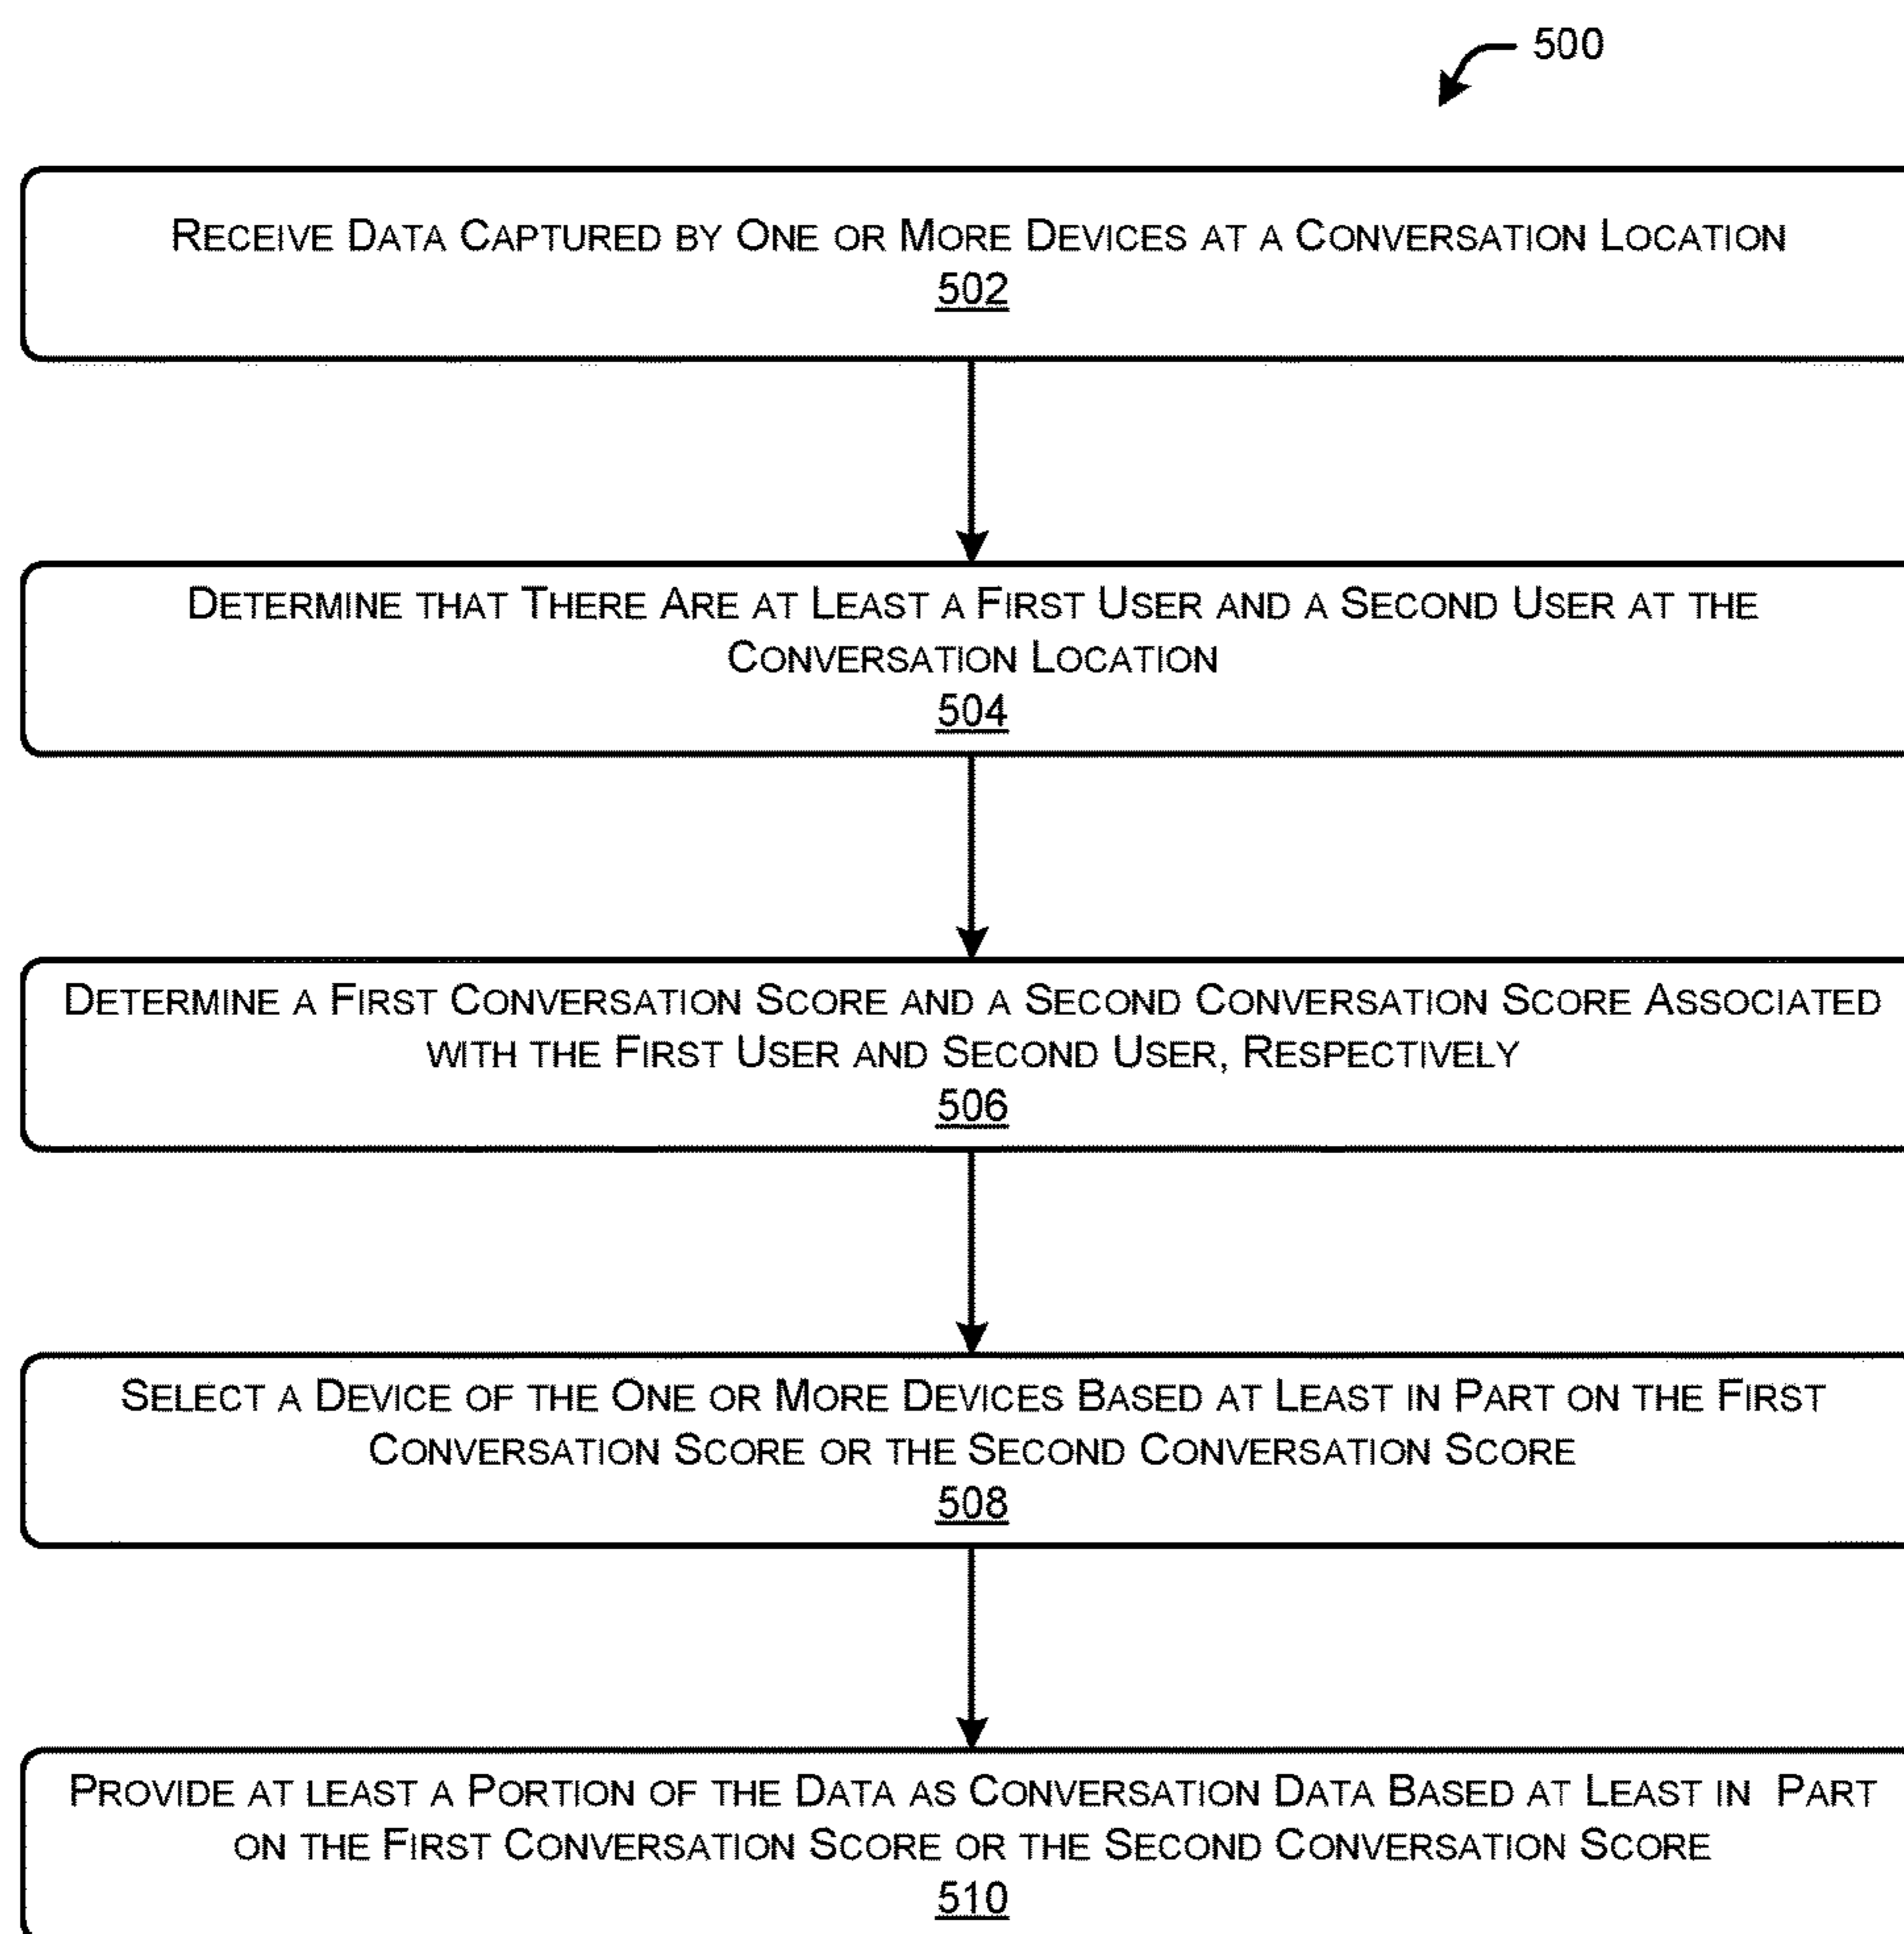 500
Receive Data Captured by One or More Devices at a Conversation Location
502
Determine that There Are at Least a First User and a Second User at the
Conversation Location
504
Determine a First Conversation Score and a Second Conversation Score Associated
with the First User and Second User, Respectively
506
Select a Device of the One or More Devices Based at Least in Part on the First
Conversation Score or the Second Conversation Score
508
Provide at least a Portion of the Data as Conversation Data Based at Least in Part
on the First Conversation Score or the Second Conversation Score
510